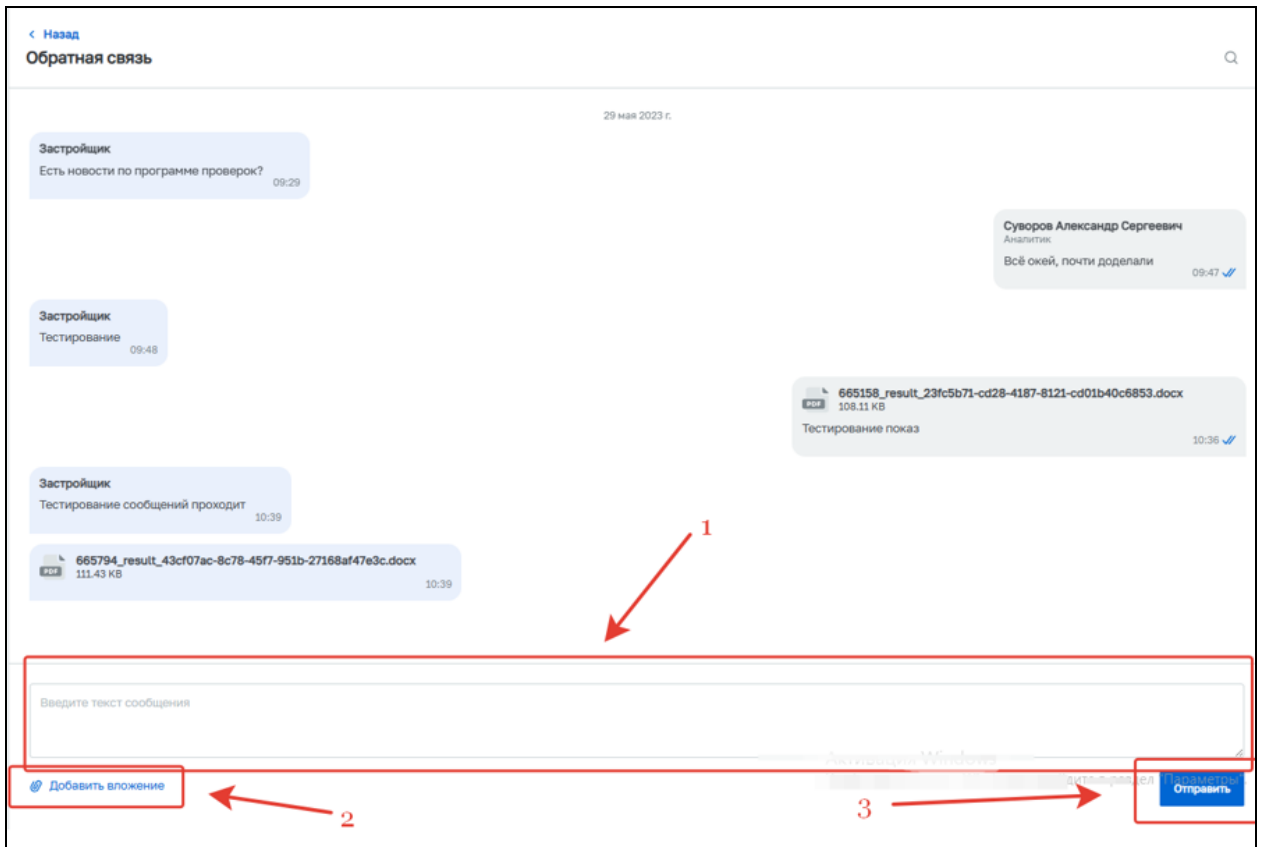 Назад
Обратная связь
29 мая 2023 г.
Застройщик
Есть новости по программе проверок?
09:29
Суворов Александр Сергеевич
Аналитик
Всё окей, почти доделали
09:47
Застройщик
Тестирование
09:48
PDF
665158_result_23fc5b71-cd28-4187-8121-cd01b40c6853.docx
108.11 KB
Тестирование показ
10:36
Застройщик
Тестирование сообщений проходит
10:39
PDF
665794_result_43cf07ac-8c78-45f7-951b-27168af47e3c.docx
111.43 KB
10:39
1
Введите текст сообщения
Активация Windows
"Параметры"
Добавить вложение
Отправить
2
3